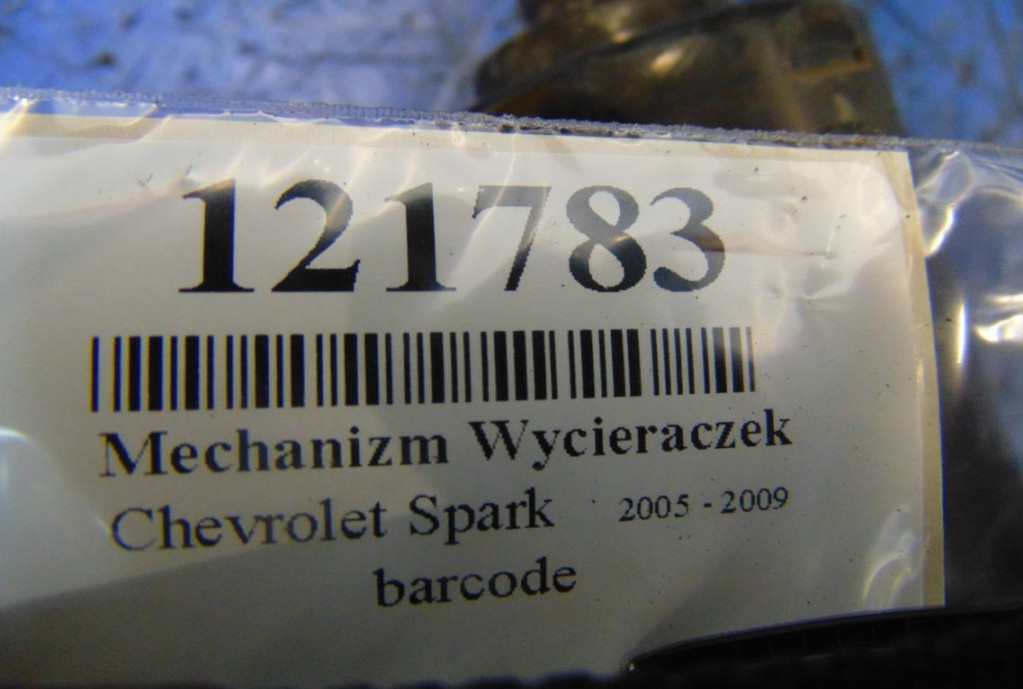 121783
Mechanizm Wycieraczek
Chevrolet Spark 2005 - 2009
barcode